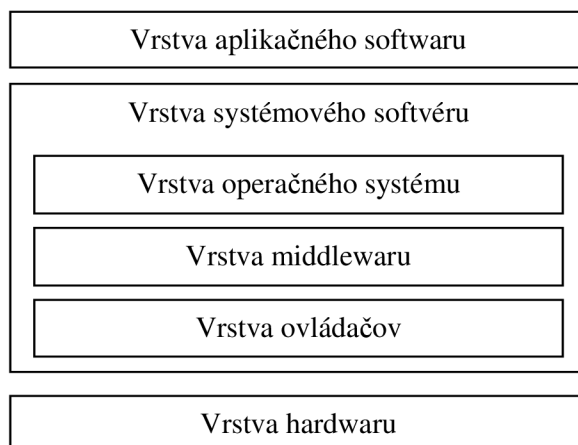 Vrstva aplikačného softwaru
Vrstva systémového softvéru
Vrstva operačného systému
Vrstva middlewaru
Vrstva ovládačov
Vrstva hardwaru